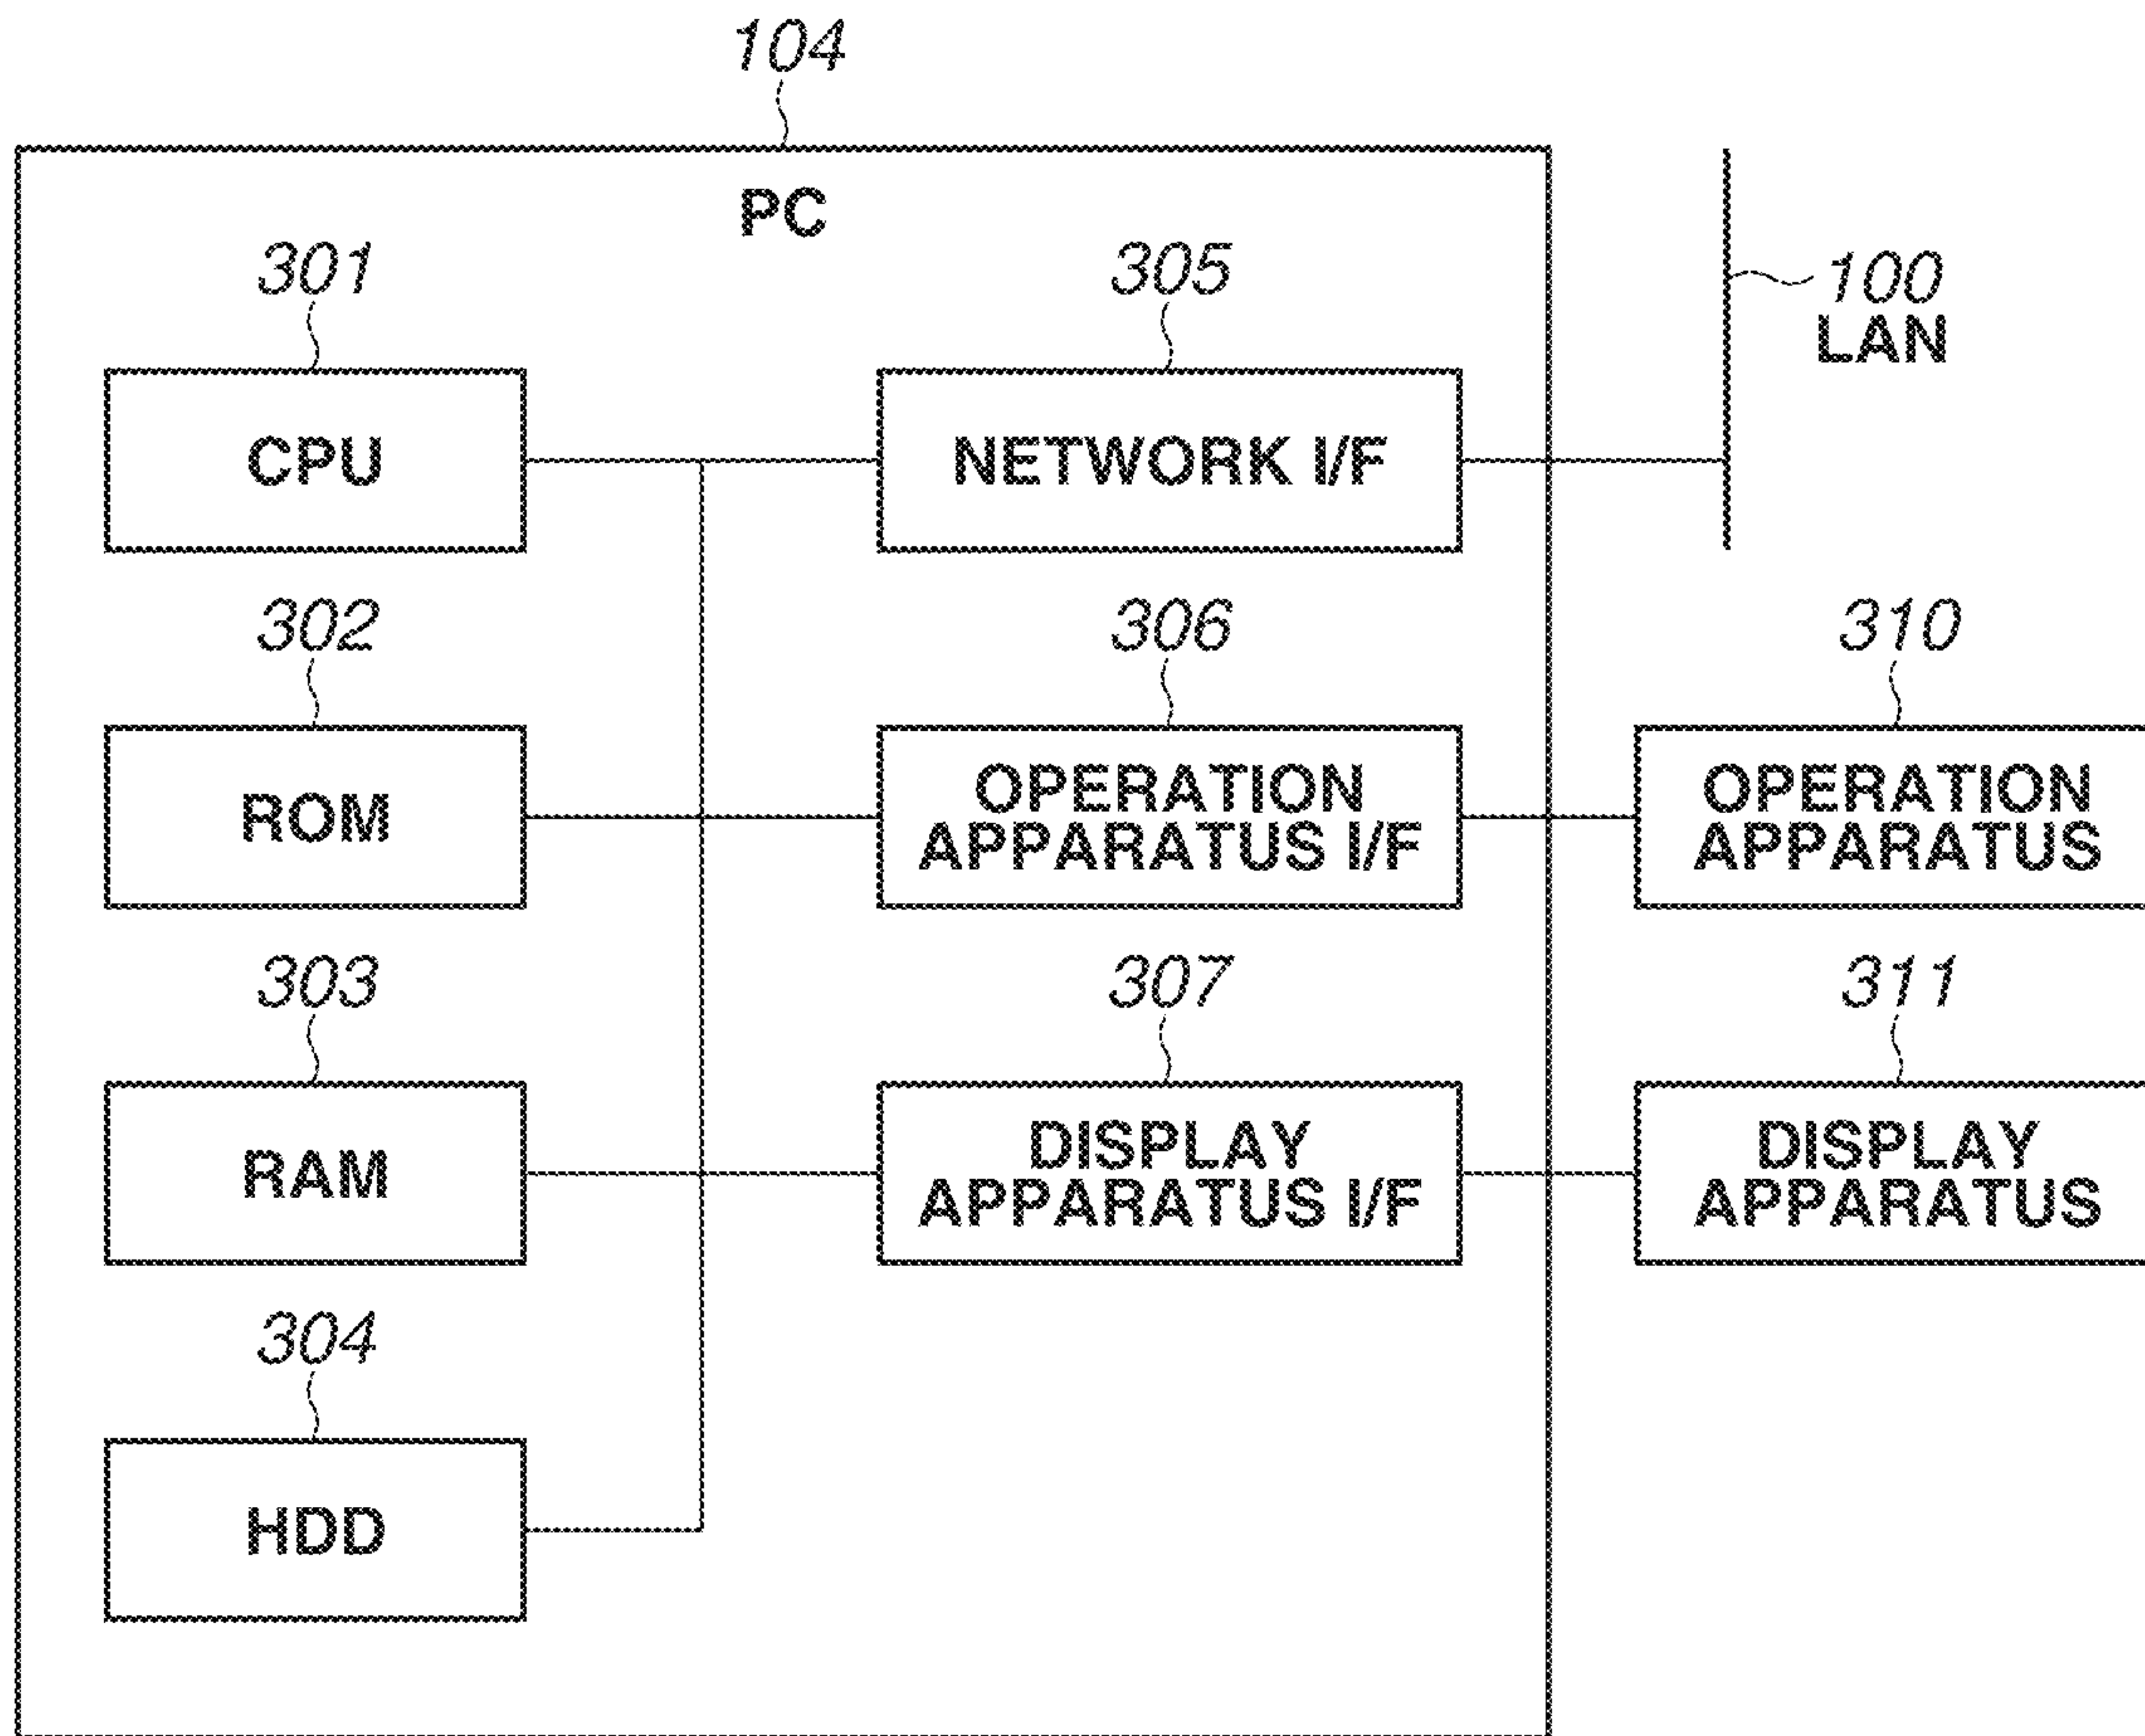 104
PC
301
305
100
LAN
CPU
NETWORK I/F
302
306
310
ROM
OPERATION
APPARATUS I/F
OPERATION
APPARATUS
303
307
311
RAM
DISPLAY
APPARATUS I/F
DISPLAY
APPARATUS
304
HDD